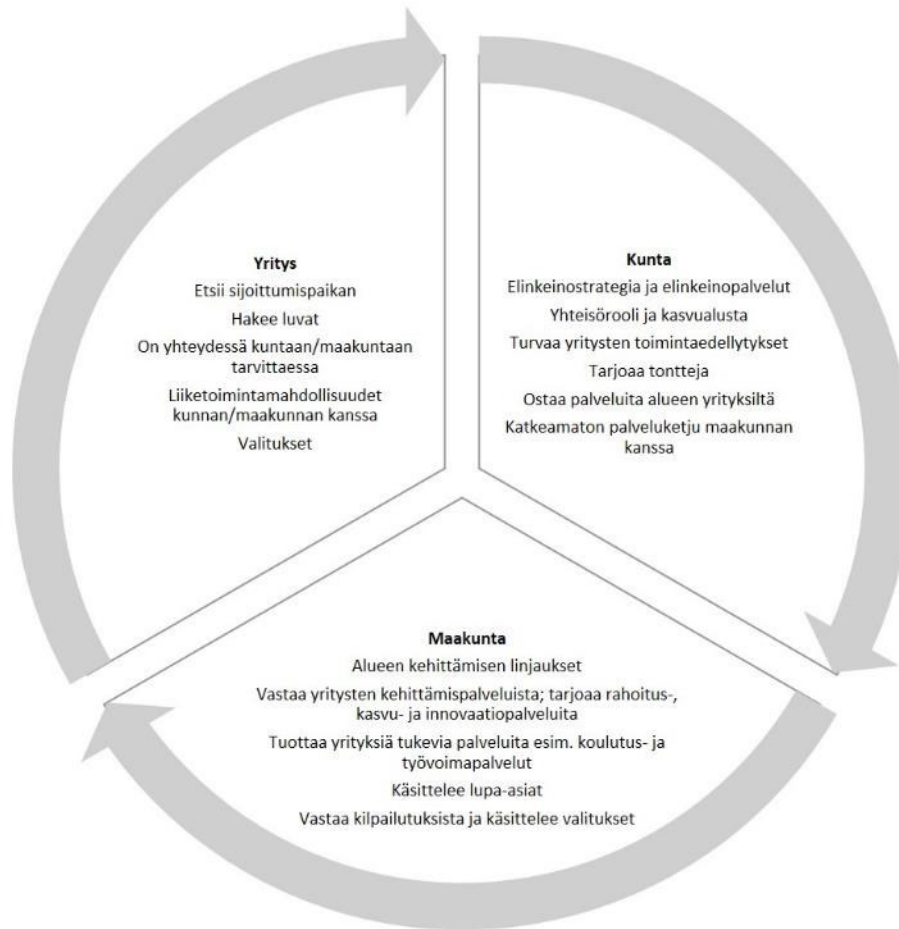 Yritys
Etsii sijoittumispaikan
Hakee luvat
On yhteydessä kuntaan/maakuntaan
tarvittaessa
Liiketoimintamahdollisuudet
kunnan/maakunnan kanssa
Valitukset
Kunta
Elinkeinostrategia ja elinkeinopalvelut
Yhteisörooli ja kasvualusta
Turvaa yritysten toimintaedellytykset
Tarjoaa tontteja
Ostaa palveluita alueen yrityksiltä
Katkeamaton palveluketju maakunnan
kanssa
Maakunta
Alueen kehittämisen linjaukset
Vastaa yritysten kehittämispalveluista; tarjoaa rahoitus-,
kasvu- ja innovaatiopalveluita
Tuottaa yrityksiä tukevia palveluita esim. koulutus- ja
työvoimapalvelut
Käsittelee lupa-asiat
Vastaa kilpailutuksista ja käsittelee valitukset